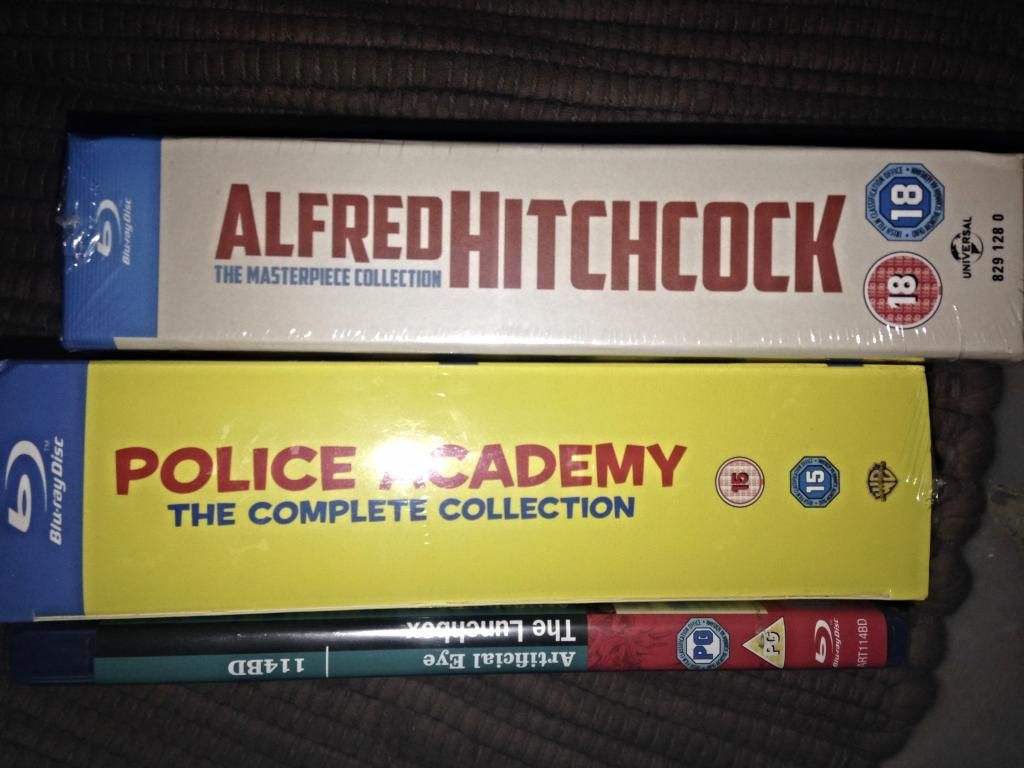 Blu-ray Disc
ALFRED HITCHCOCK
THE MASTERPIECE COLLECTION
18
18
UNIVERSAL
829 128 0
Blu-ray Disc
POLICE ACADEMY
THE COMPLETE COLLECTION
15
15
WB
The Lunchbox
Artificial Eye
114BD
PG
PG
Blu-ray Disc
ART114BD